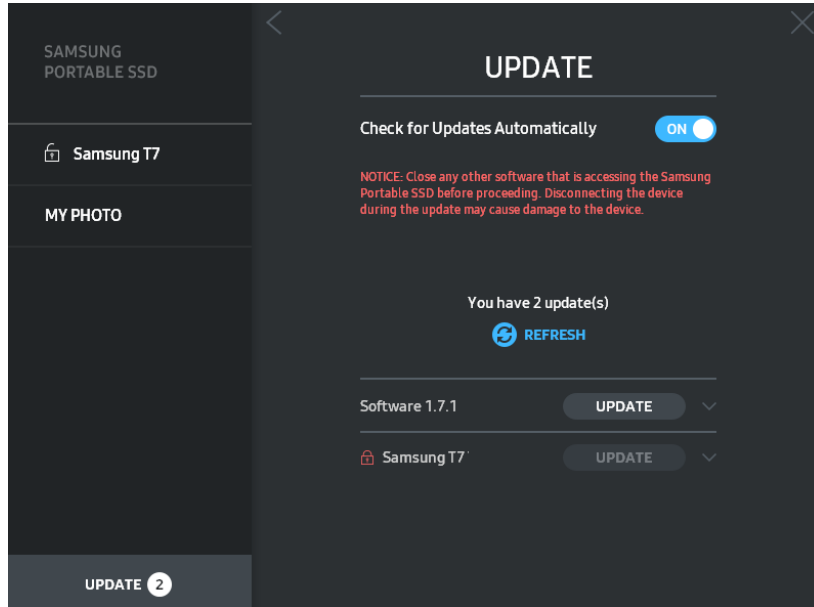 SAMSUNG
PORTABLE SSD
Samsung T7
MY PHOTO
UPDATE 2
UPDATE
Check for Updates Automatically ON
NOTICE: Close any other software that is accessing the Samsung
Portable SSD before proceeding. Disconnecting the device
during the update may cause damage to the device.
You have 2 update(s)
REFRESH
Software 1.7.1 UPDATE
Samsung T7 UPDATE